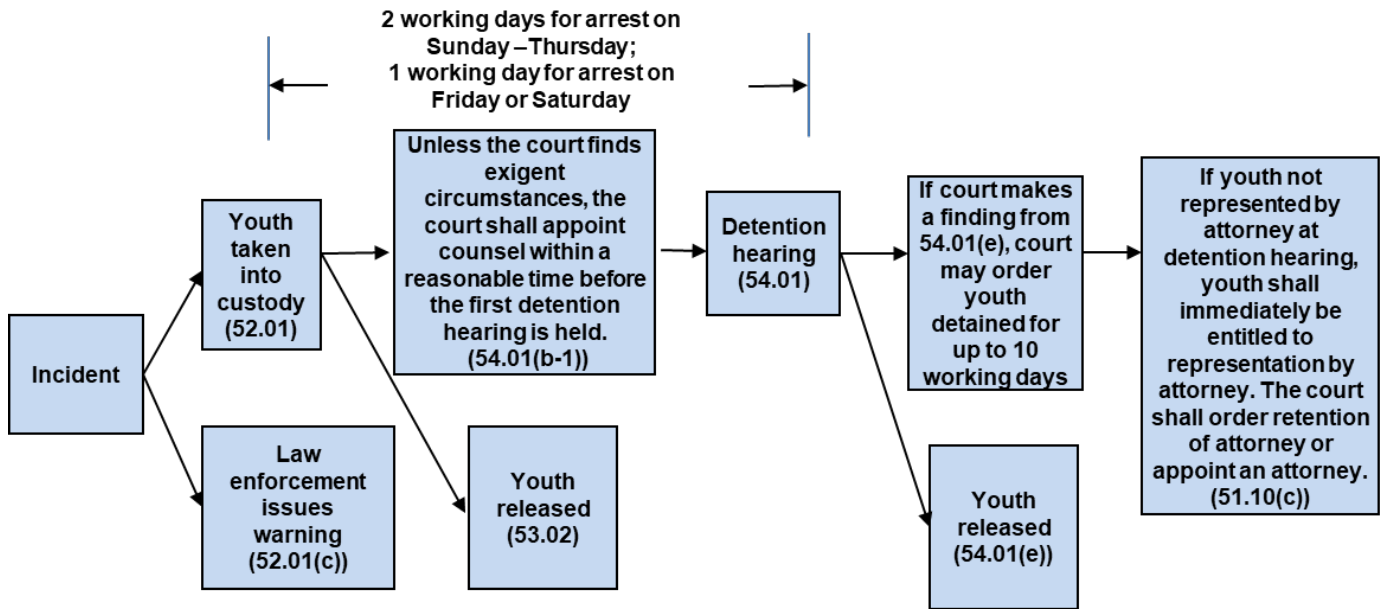 2 working days for arrest on
Sunday –Thursday;
1 working day for arrest on
Friday or Saturday
Incident
Youth
taken
into
custody
(52.01)
Law
enforcement
issues
warning
(52.01(c))
Unless the court finds
exigent
circumstances, the
court shall appoint
counsel within a
reasonable time before
the first detention
hearing is held.
(54.01(b-1))
Youth
released
(53.02)
Detention
hearing
(54.01)
If court makes
a finding from
54.01(e), court
may order
youth
detained for
up to 10
working days
Youth
released
(54.01(e))
If youth not
represented by
attorney at
detention hearing,
youth shall
immediately be
entitled to
representation by
attorney. The court
shall order retention
of attorney or
appoint an attorney.
(51.10(c))